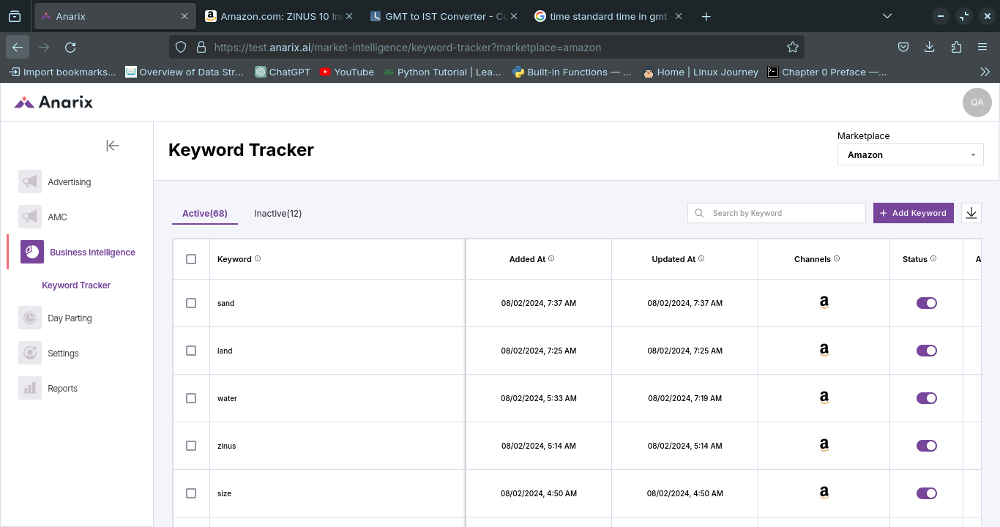 Anarix
Amazon.com: ZINUS 10 In
GMT to IST Converter - Co
time standard time in gmt -
https://test.anarix.ai/market-intelligence/keyword-tracker?marketplace=amazon
Import bookmarks...
Overview of Data Str...
ChatGPT
YouTube
Python Tutorial | Lea...
Built-in Functions — ...
Home | Linux Journey
Chapter 0 Preface —...
Anarix
QA
Keyword Tracker
Marketplace
Amazon
Advertising
AMC
Business Intelligence
Keyword Tracker
Day Parting
Settings
Reports
Active(68)
Inactive(12)
Search by Keyword
+ Add Keyword
Keyword
Added At
Updated At
Channels
Status
A
sand
08/02/2024, 7:37 AM
08/02/2024, 7:37 AM
land
08/02/2024, 7:25 AM
08/02/2024, 7:25 AM
water
08/02/2024, 5:33 AM
08/02/2024, 7:19 AM
zinus
08/02/2024, 5:14 AM
08/02/2024, 5:14 AM
size
08/02/2024, 4:50 AM
08/02/2024, 4:50 AM